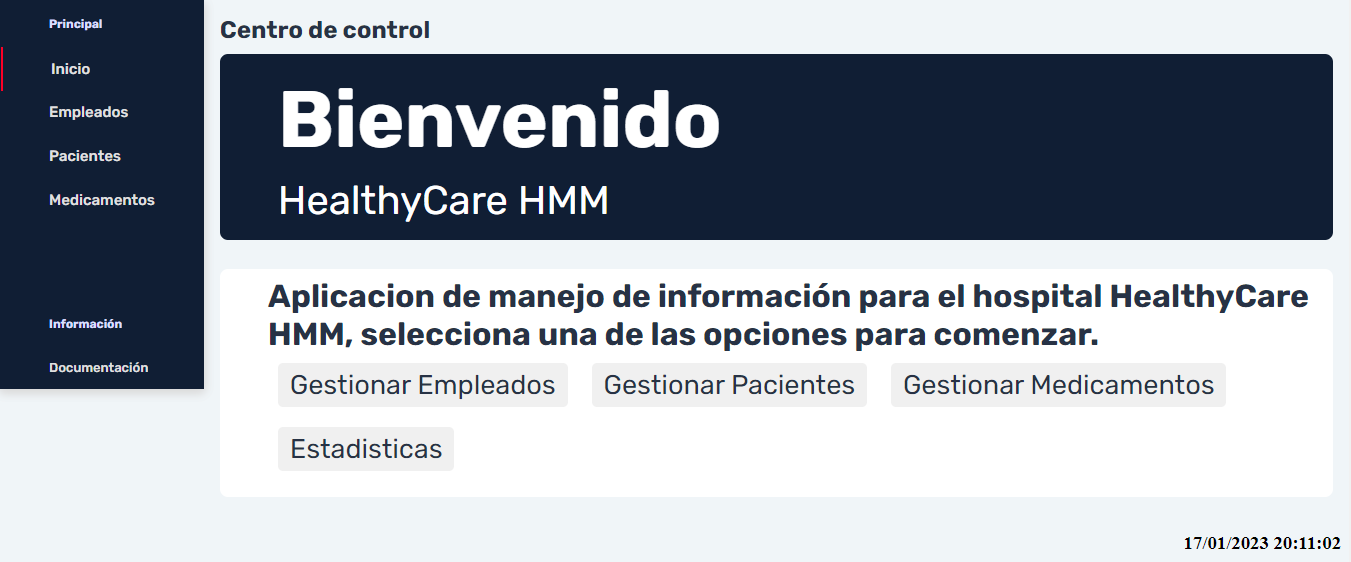 Principal
Inicio
Empleados
Pacientes
Medicamentos
Información
Documentación
Centro de control
Bienvenido
HealthyCare HMM
Aplicacion de manejo de información para el hospital HealthyCare
HMM, selecciona una de las opciones para comenzar.
Gestionar Empleados Gestionar Pacientes Gestionar Medicamentos
Estadisticas
17/01/2023 20:11:02